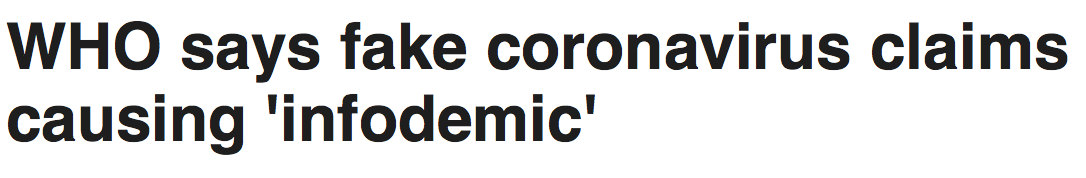 WHO says fake coronavirus claims
causing 'infodemic'